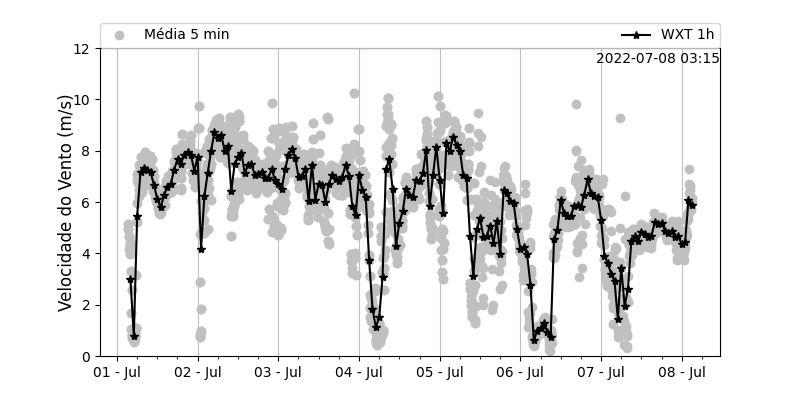 Média 5 min
WXT 1h
2022-07-08 03:15
Velocidade do Vento (m/s)
12
10
8
6
4
2
0
01 - Jul 02 - Jul 03 - Jul 04 - Jul 05 - Jul 06 - Jul 07 - Jul 08 - Jul